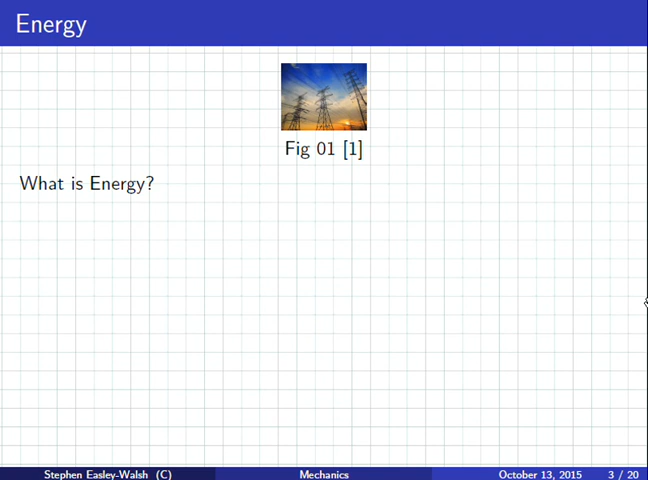 Energy
Fig 01 [1]
What is Energy?
Stephen Easley-Walsh (C) Mechanics October 13, 2015 3 / 20